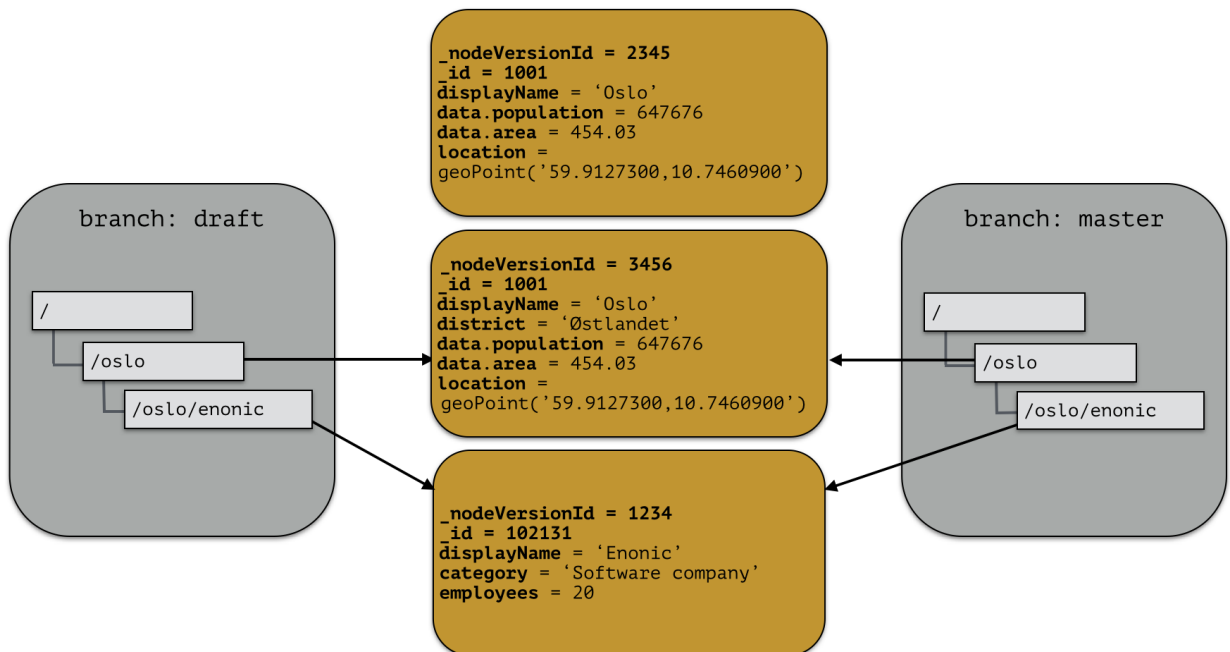 _nodeVersionId = 2345
_id = 1001
displayName = ‘Oslo’
data.population = 647676
data.area = 454.03
location =
geoPoint(’59.9127300,10.7460900’)
branch: draft
/
/oslo
/oslo/enonic
_nodeVersionId = 3456
_id = 1001
displayName = ‘Oslo’
district = ‘Østlandet’
data.population = 647676
data.area = 454.03
location =
geoPoint(’59.9127300,10.7460900’)
branch: master
/
/oslo
/oslo/enonic
_nodeVersionId = 1234
_id = 102131
displayName = ‘Enonic’
category = ‘Software company’
employees = 20